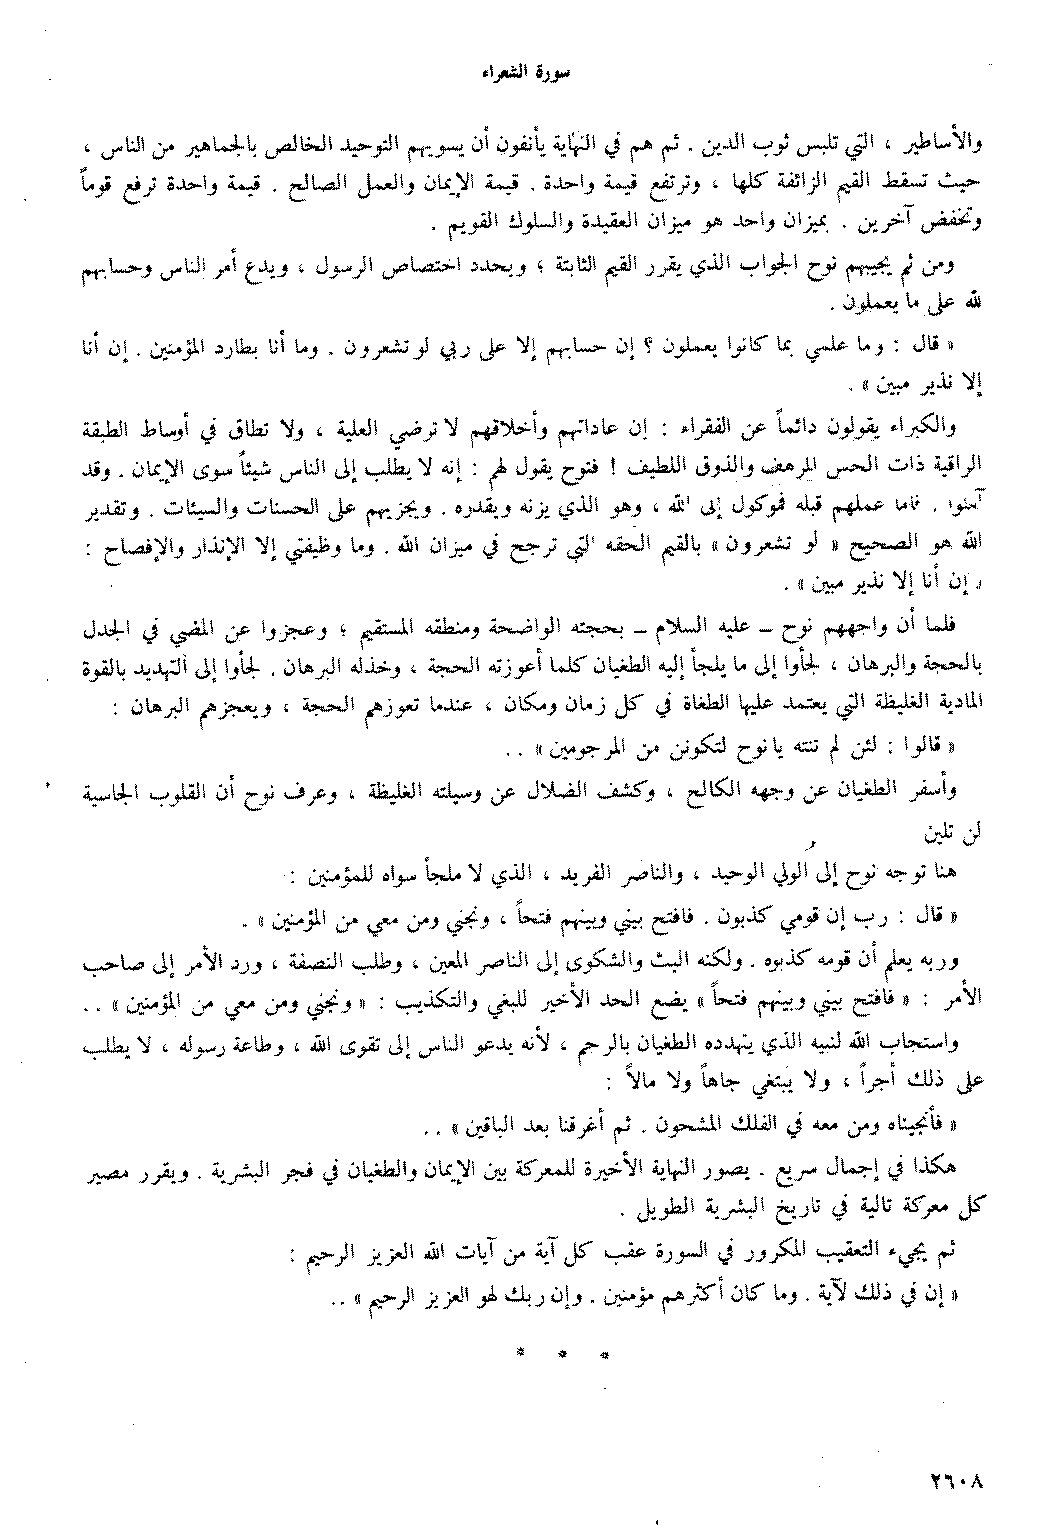 سورة الشعراء
والأساطير ، التي تلبس ثوب الدين . ثم هم في النهاية يأنفون أن يسويهم التوحيد الخالص بالجماهير من الناس ،
حيث تسقط القيم الزائفة كلها ، وترتفع قيمة واحدة . قيمة الإيمان والعمل الصالح . قيمة واحدة ترفع قوماً
وتخفض آخرين . بميزان واحد هو ميزان العقيدة والسلوك القويم .
ومن ثم يجيبهم نوح الجواب الذي يقرر القيم الثابتة ؛ ويحدد اختصاص الرسول ، ويدع أمر الناس وحسابهم
لله على ما يعملون .
« قال : وما علمي بما كانوا يعملون ؟ إن حسابهم إلا على ربي لو تشعرون . وما أنا بطارد المؤمنين . إن أنا
إلا نذير مبين » .
والكبراء يقولون دائماً عن الفقراء : إن عاداتهم وأخلاقهم لا ترضي العلية ، ولا تطاق في أوساط الطبقة
الراقية ذات الحس المرهف والذوق اللطيف ! فنوح يقول لهم : إنه لا يطلب إلى الناس شيئاً سوى الإيمان . وقد
آمنوا . فأما عملهم قبله فموكول إلى الله ، وهو الذي يزنه ويقدره . ويجزيهم على الحسنات والسيئات . وتقدير
الله هو الصحيح « لو تشعرون » بالقيم الحقه التي ترجح في ميزان الله . وما وظيفتي إلا الإنذار والإفصاح :
« إن أنا إلا نذير مبين » .
فلما أن واجههم نوح – عليه السلام – بحجته الواضحة ومنطقه المستقيم ؛ وعجزوا عن المضي في الجدل
بالحجة والبرهان ، لجأوا إلى ما يلجأ إليه الطغيان كلما أعوزته الحجة ، وخذله البرهان . لجأوا إلى التهديد بالقوة
المادية الغليظة التي يعتمد عليها الطغاة في كل زمان ومكان ، عندما تعوزهم الحجة ، ويعجزهم البرهان :
« قالوا : لئن لم تنته يا نوح لتكونن من المرجومين » . .
وأسفر الطغيان عن وجهه الكالح ، وكشف الضلال عن وسيلته الغليظة ، وعرف نوح أن القلوب الجاسية
لن تلين
هنا توجه نوح إلى الولي الوحيد ، والناصر الفريد ، الذي لا ملجأ سواه للمؤمنين :
« قال : رب إن قومي كذبون . فافتح بيني وبينهم فتحاً ، ونجني ومن معي من المؤمنين » .
وربه يعلم أن قومه كذبوه . ولكنه البث والشكوى إلى الناصر المعين ، وطلب النصفة ، ورد الأمر إلى صاحب
الأمر : « فافتح بيني وبينهم فتحاً » يضع الحد الأخير للبغي والتكذيب : « ونجني ومن معي من المؤمنين » . .
واستجاب الله لنبيه الذي يتهدده الطغيان بالرجم ، لأنه يدعو الناس إلى تقوى الله ، وطاعة رسوله ، لا يطلب
على ذلك أجراً ، ولا يبتغي جاهاً ولا مالاً :
« فأنجيناه ومن معه في الفلك المشحون . ثم أغرقنا بعد الباقين » . .
هكذا في إجمال سريع . يصور النهاية الأخيرة للمعركة بين الإيمان والطغيان في فجر البشرية . ويقرر مصير
كل معركة تالية في تاريخ البشرية الطويل .
ثم يجيء التعقيب المكرور في السورة عقب كل آية من آيات الله العزيز الرحيم :
« إن في ذلك لآية . وما كان أكثرهم مؤمنين . وإن ربك لهو العزيز الرحيم » . .
* * *
٢٦٠٨